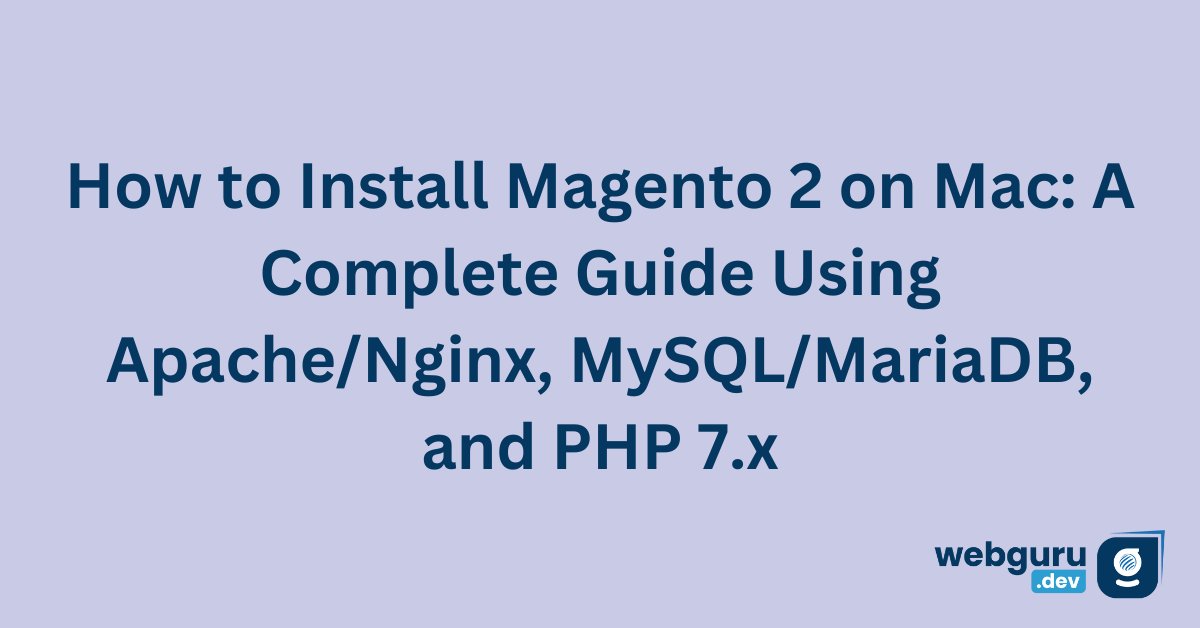 How to Install Magento 2 on Mac: A
Complete Guide Using
Apache/Nginx, MySQL/MariaDB,
and PHP 7.x
webguru
.dev